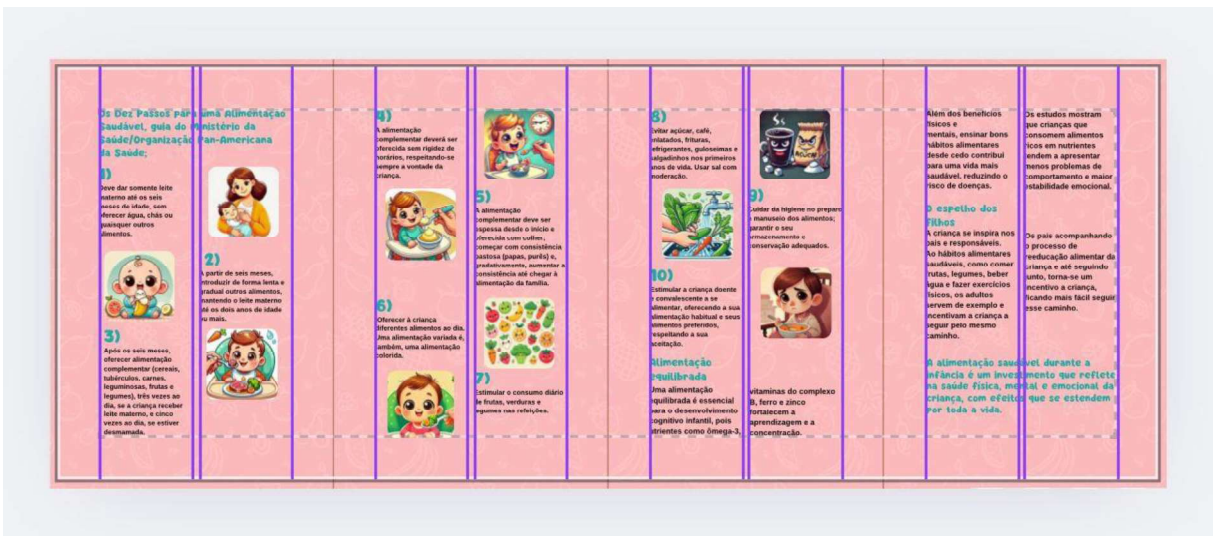 Os Dez Passos para uma Alimentação
Saudável, guia do Ministério da
Saúde/Organização Pan-Americana
da Saúde;
1)
Deve dar somente leite
materno até os seis
meses de idade, sem
oferecer água, chás ou
quaisquer outros
alimentos.
2)
A partir de seis meses,
introduzir de forma lenta e
gradual outros alimentos,
mantendo o leite materno
até os dois anos de idade
ou mais.
3)
Após os seis meses,
oferecer alimentação
complementar (cereais,
tubérculos, carnes,
leguminosas, frutas e
legumes), três vezes ao
dia, se a criança receber
leite materno, e cinco
vezes ao dia, se estiver
desmamada.
4)
A alimentação
complementar deverá ser
oferecida sem rigidez de
horários, respeitando-se
sempre a vontade da
criança.
5)
A alimentação
complementar deve ser
espessa desde o início e
oferecida com colher,
começar com consistência
pastosa (papas, purês) e,
gradativamente, aumentar a
consistência até chegar à
alimentação da família.
6)
Oferecer à criança
diferentes alimentos ao dia.
Uma alimentação variada é,
também, uma alimentação
colorida.
7)
Estimular o consumo diário
de frutas, verduras e
legumes nas refeições.
8)
Evitar açúcar, café,
enlatados, frituras,
refrigerantes, guloseimas e
salgadinhos nos primeiros
anos de vida. Usar sal com
moderação.
AÇÚCAR
9)
Cuidar da higiene no preparo
e manuseio dos alimentos;
garantir o seu
armazenamento e
conservação adequados.
10)
Estimular a criança doente
e convalescente a se
alimentar, oferecendo a sua
alimentação habitual e seus
alimentos preferidos,
respeitando a sua
aceitação.
Alimentação
equilibrada
Uma alimentação
equilibrada é essencial
para o desenvolvimento
cognitivo infantil, pois
nutrientes como ômega-3,
vitaminas do complexo
B, ferro e zinco
fortalecem a
aprendizagem e a
concentração.
Além dos benefícios
físicos e
mentais, ensinar bons
hábitos alimentares
desde cedo contribui
para uma vida mais
saudável, reduzindo o
risco de doenças.
Os estudos mostram
que crianças que
consomem alimentos
ricos em nutrientes
tendem a apresentar
menos problemas de
comportamento e maior
estabilidade emocional.
O espelho dos
filhos
A criança se inspira nos
pais e responsáveis.
Ao hábitos alimentares
saudáveis, como comer
frutas, legumes, beber
água e fazer exercícios
físicos, os adultos
servem de exemplo e
incentivam a criança a
seguir pelo mesmo
caminho.
Os pais acompanhando
o processo de
reeducação alimentar da
criança e até seguindo
junto, torna-se um
incentivo a criança,
ficando mais fácil seguir
esse caminho.
A alimentação saudável durante a
infância é um investimento que reflete
na saúde física, mental e emocional da
criança, com efeitos que se estendem
por toda a vida.